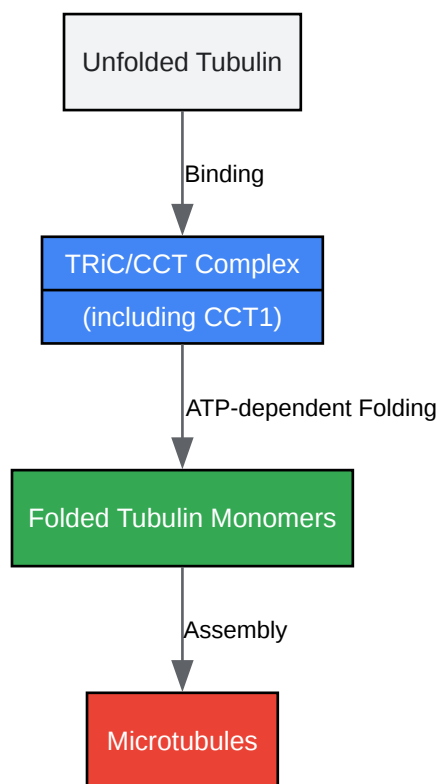 Unfolded Tubulin
Binding
TRiC/CCT Complex
(including CCT1)
ATP-dependent Folding
Folded Tubulin Monomers
Assembly
Microtubules